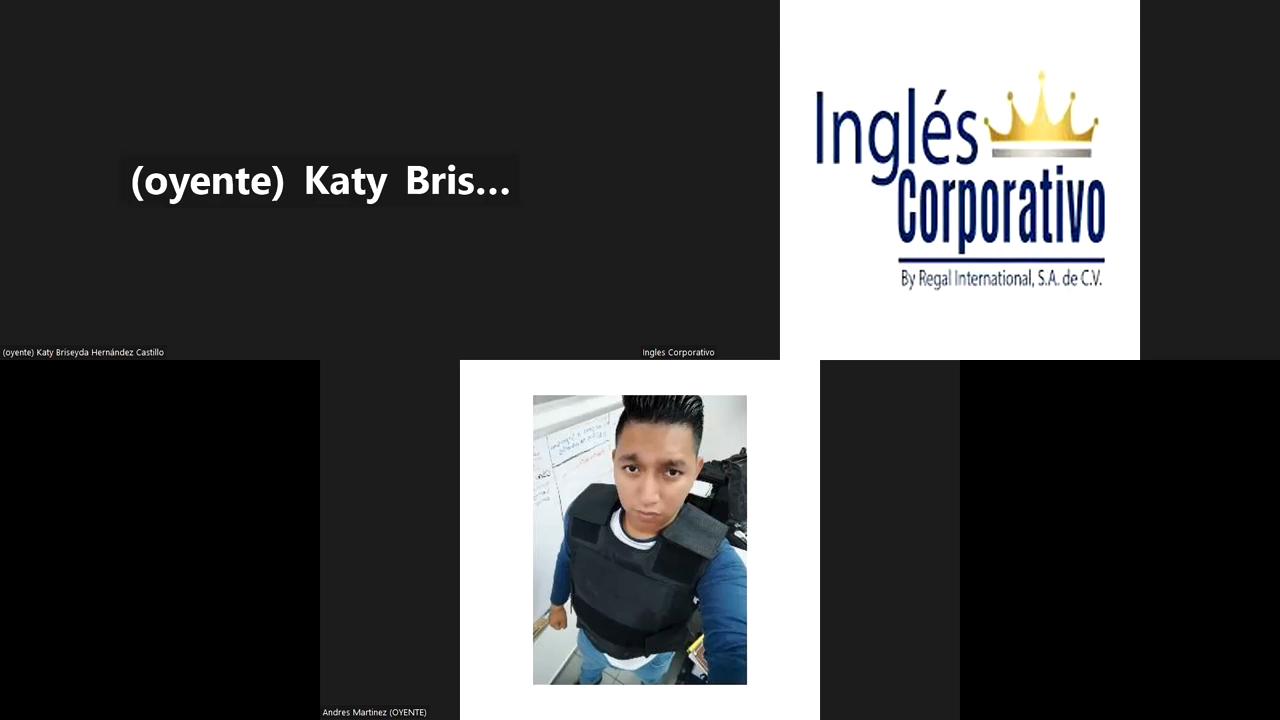 (oyente) Katy Bris...
Inglés
Corporativo
By Regal International, S.A. de C.V.
(oyente) Katy Briseyda Hernández Castillo
Ingles Corporativo
Andres Martinez (OYENTE)